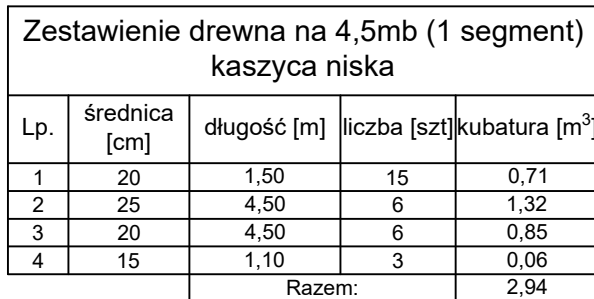 Zestawienie drewna na 4,5mb (1 segment)
kaszyca niska
Lp. średnica [cm] długość [m] liczba [szt] kubatura [m³]
1 20 1,50 15 0,71
2 25 4,50 6 1,32
3 20 4,50 6 0,85
4 15 1,10 3 0,06
Razem: 2,94